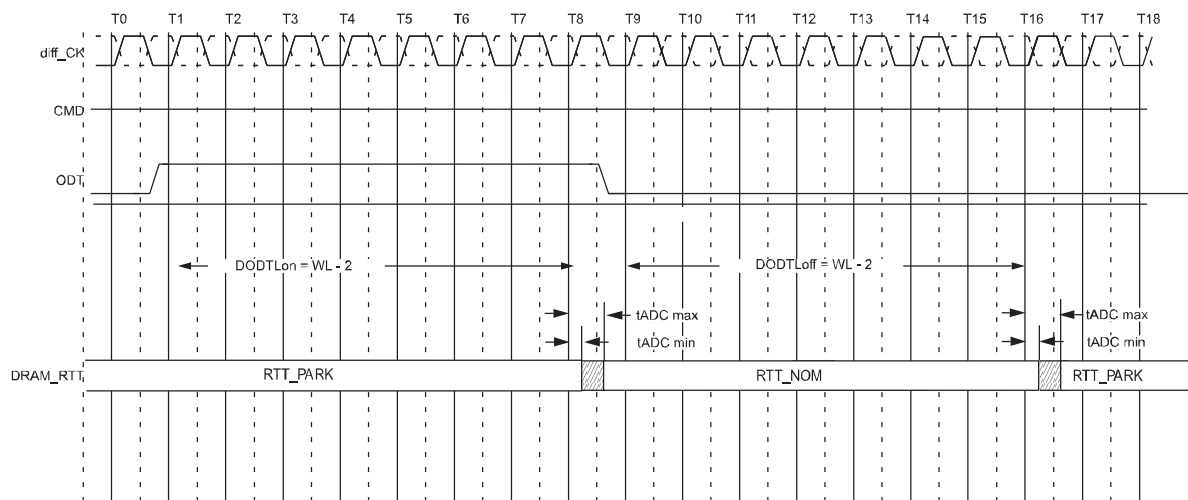 T0 T1 T2 T3 T4 T5 T6 T7 T8 T9 T10 T11 T12 T13 T14 T15 T16 T17 T18
diff_CK
CMD
ODT
DODTLon = WL - 2 DODTLoff = WL - 2
tADC max tADC max
tADC min tADC min
DRAM_RTT RTT_PARK RTT_NOM RTT_PARK